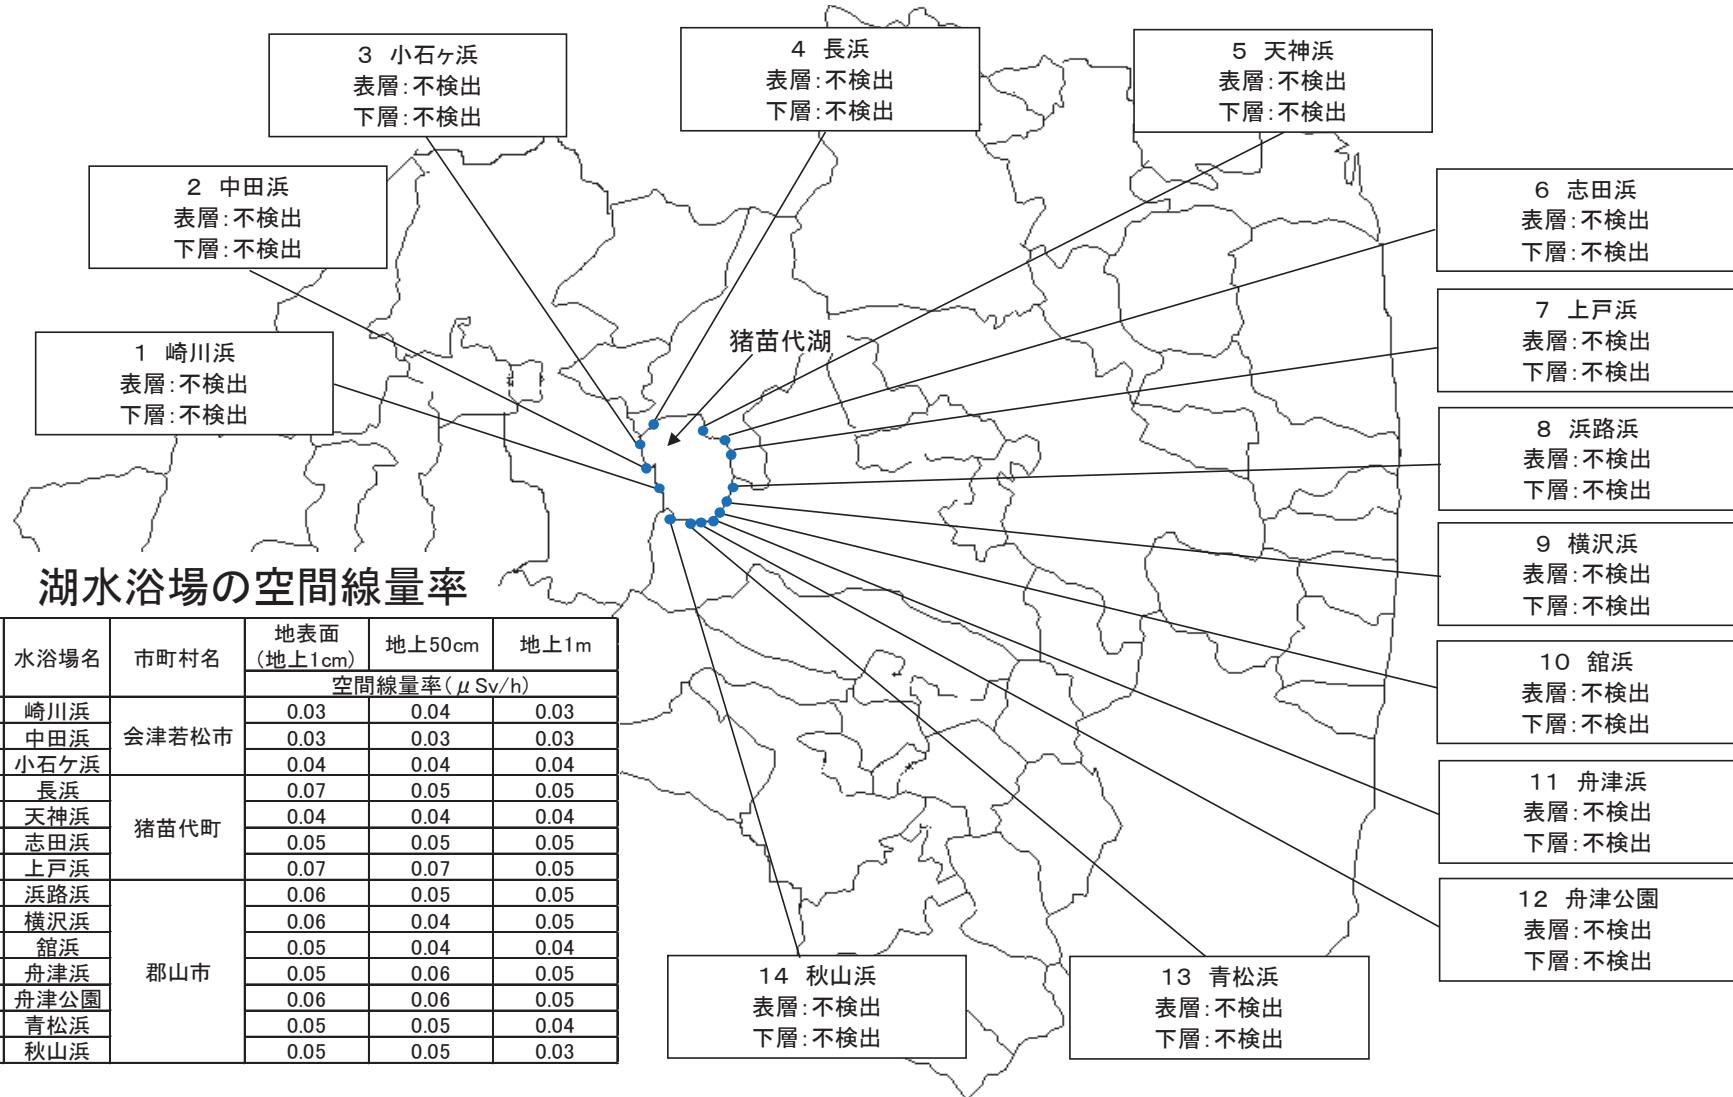 3 小石ヶ浜
表層:不検出
下層:不検出
4 長浜
表層:不検出
下層:不検出
5 天神浜
表層:不検出
下層:不検出
2 中田浜
表層:不検出
下層:不検出
6 志田浜
表層:不検出
下層:不検出
1 崎川浜
表層:不検出
下層:不検出
猪苗代湖
7 上戸浜
表層:不検出
下層:不検出
8 浜路浜
表層:不検出
下層:不検出
9 横沢浜
表層:不検出
下層:不検出
10 舘浜
表層:不検出
下層:不検出
11 舟津浜
表層:不検出
下層:不検出
12 舟津公園
表層:不検出
下層:不検出
14 秋山浜
表層:不検出
下層:不検出
13 青松浜
表層:不検出
下層:不検出
湖水浴場の空間線量率
水浴場名 市町村名 地表面(地上1cm) 地上50cm 地上1m
空間線量率(μSv/h)
崎川浜 会津若松市 0.03 0.04 0.03
中田浜 0.03 0.03 0.03
小石ケ浜 0.04 0.04 0.04
長浜 猪苗代町 0.07 0.05 0.05
天神浜 0.04 0.04 0.04
志田浜 0.05 0.05 0.05
上戸浜 0.07 0.07 0.05
浜路浜 郡山市 0.06 0.05 0.05
横沢浜 0.06 0.04 0.05
舘浜 0.05 0.04 0.04
舟津浜 0.05 0.06 0.05
舟津公園 0.06 0.06 0.05
青松浜 0.05 0.05 0.04
秋山浜 0.05 0.05 0.03